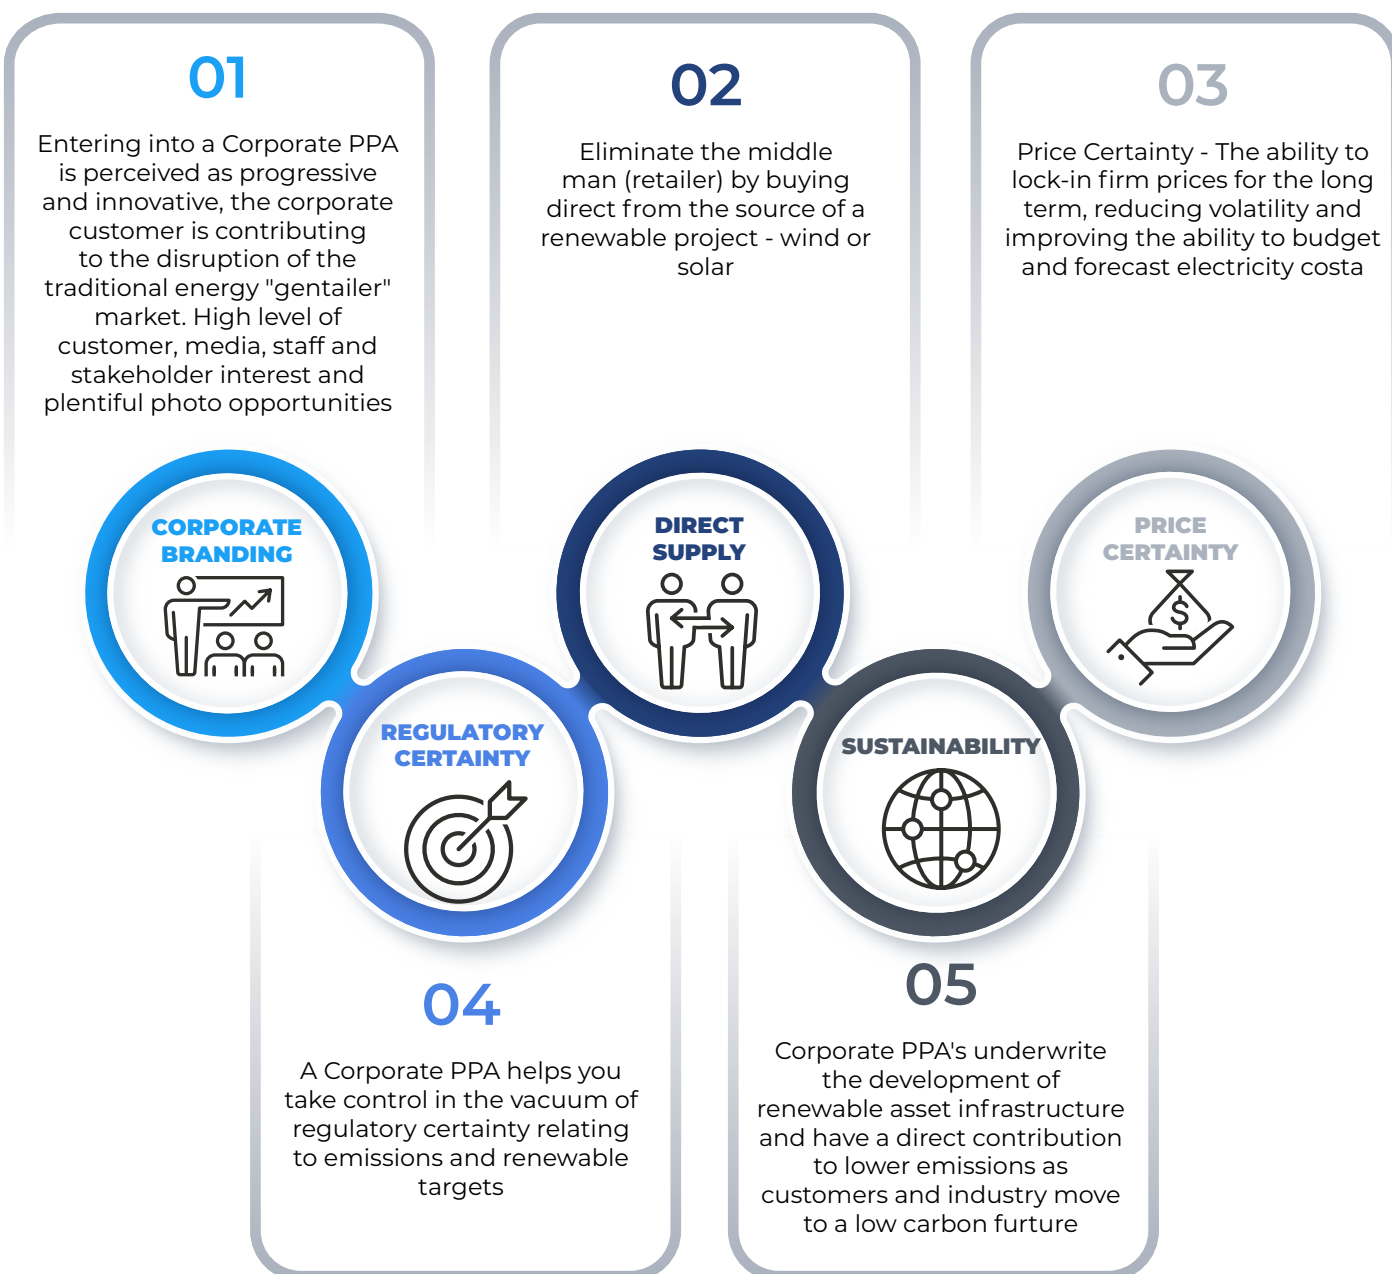 01
Entering into a Corporate PPA
is perceived as progressive
and innovative, the corporate
customer is contributing
to the disruption of the
traditional energy "gentailer"
market. High level of
customer, media, staff and
stakeholder interest and
plentiful photo opportunities
02
Eliminate the middle
man (retailer) by buying
direct from the source of a
renewable project - wind or
solar
03
Price Certainty - The ability to
lock-in firm prices for the long
term, reducing volatility and
improving the ability to budget
and forecast electricity costa
CORPORATE
BRANDING
DIRECT
SUPPLY
PRICE
CERTAINTY
$
REGULATORY
CERTAINTY
SUSTAINABILITY
04
A Corporate PPA helps you
take control in the vacuum of
regulatory certainty relating
to emissions and renewable
targets
05
Corporate PPA's underwrite
the development of
renewable asset infrastructure
and have a direct contribution
to lower emissions as
customers and industry move
to a low carbon furture